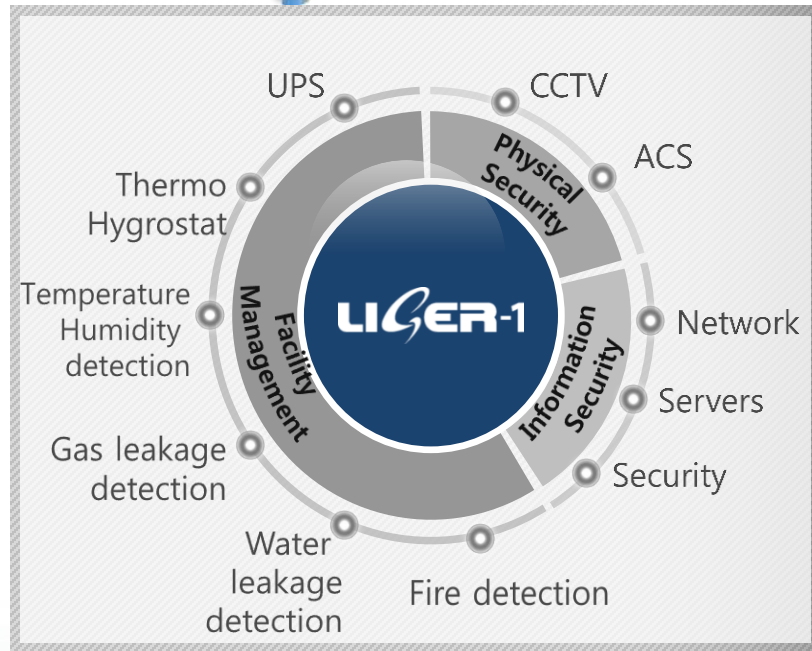 UPS
CCTV
ACS
Thermo
Hygrostat
Physical
Security
Temperature
Humidity
detection
Facility
Management
LIGER-1
Information
Security
Network
Servers
Security
Gas leakage
detection
Water
leakage
detection
Fire detection